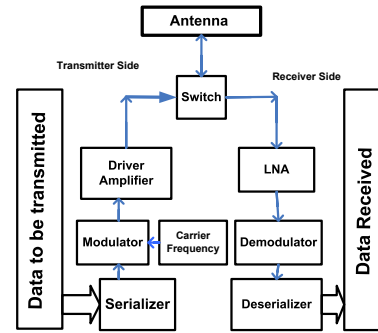 Antenna
Transmitter Side
Receiver Side
Switch
Data to be transmitted
Driver
Amplifier
LNA
Data Received
Modulator
Carrier
Frequency
Demodulator
Serializer
Deserializer